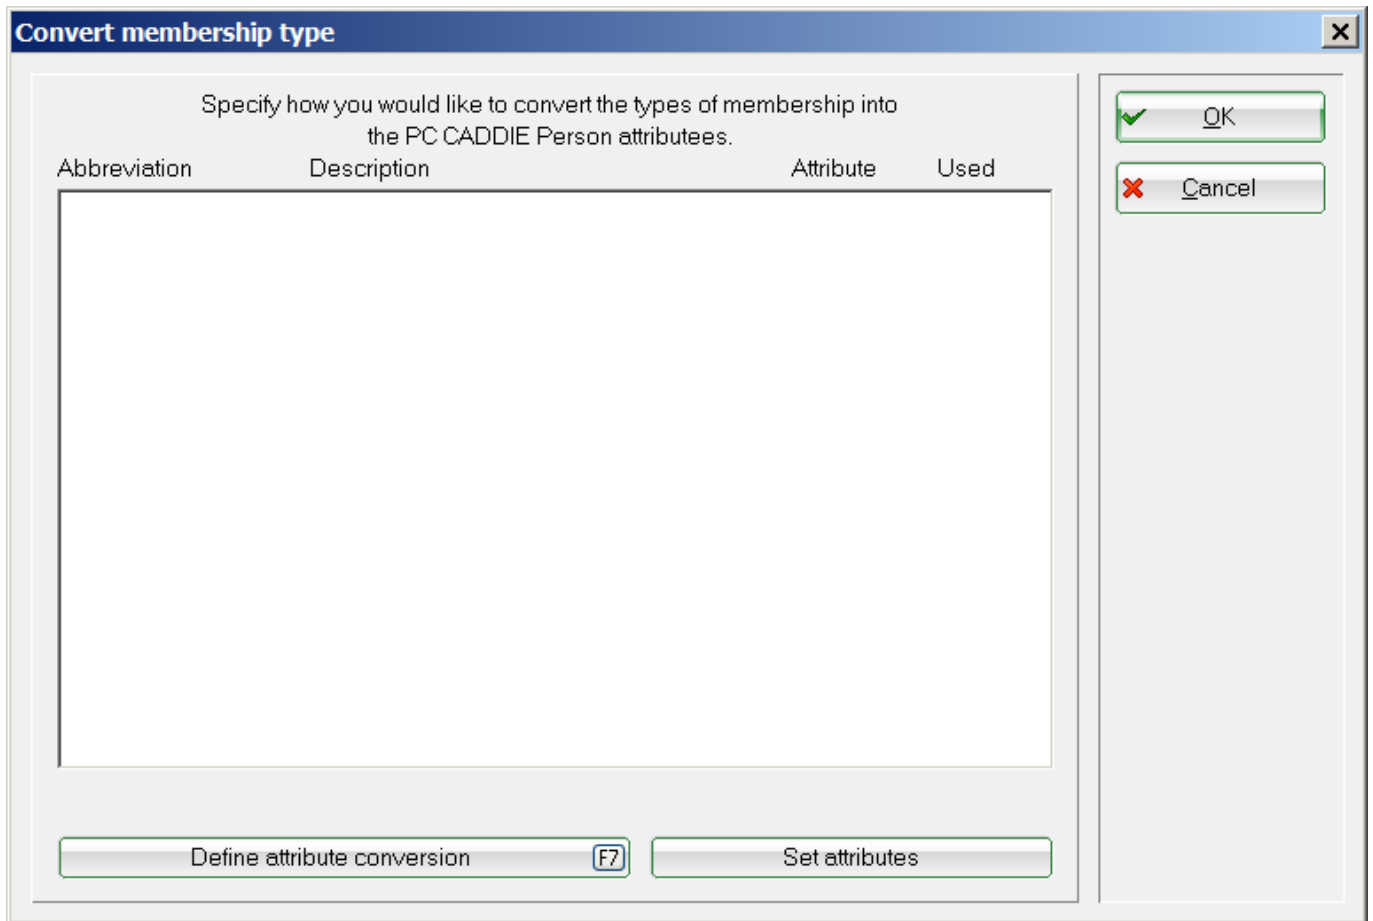 Convert membership type
Specify how you would like to convert the types of membership into
the PC CADDIE Person attributees.
Abbreviation Description Attribute Used
OK
Cancel
Define attribute conversion F7
Set attributes